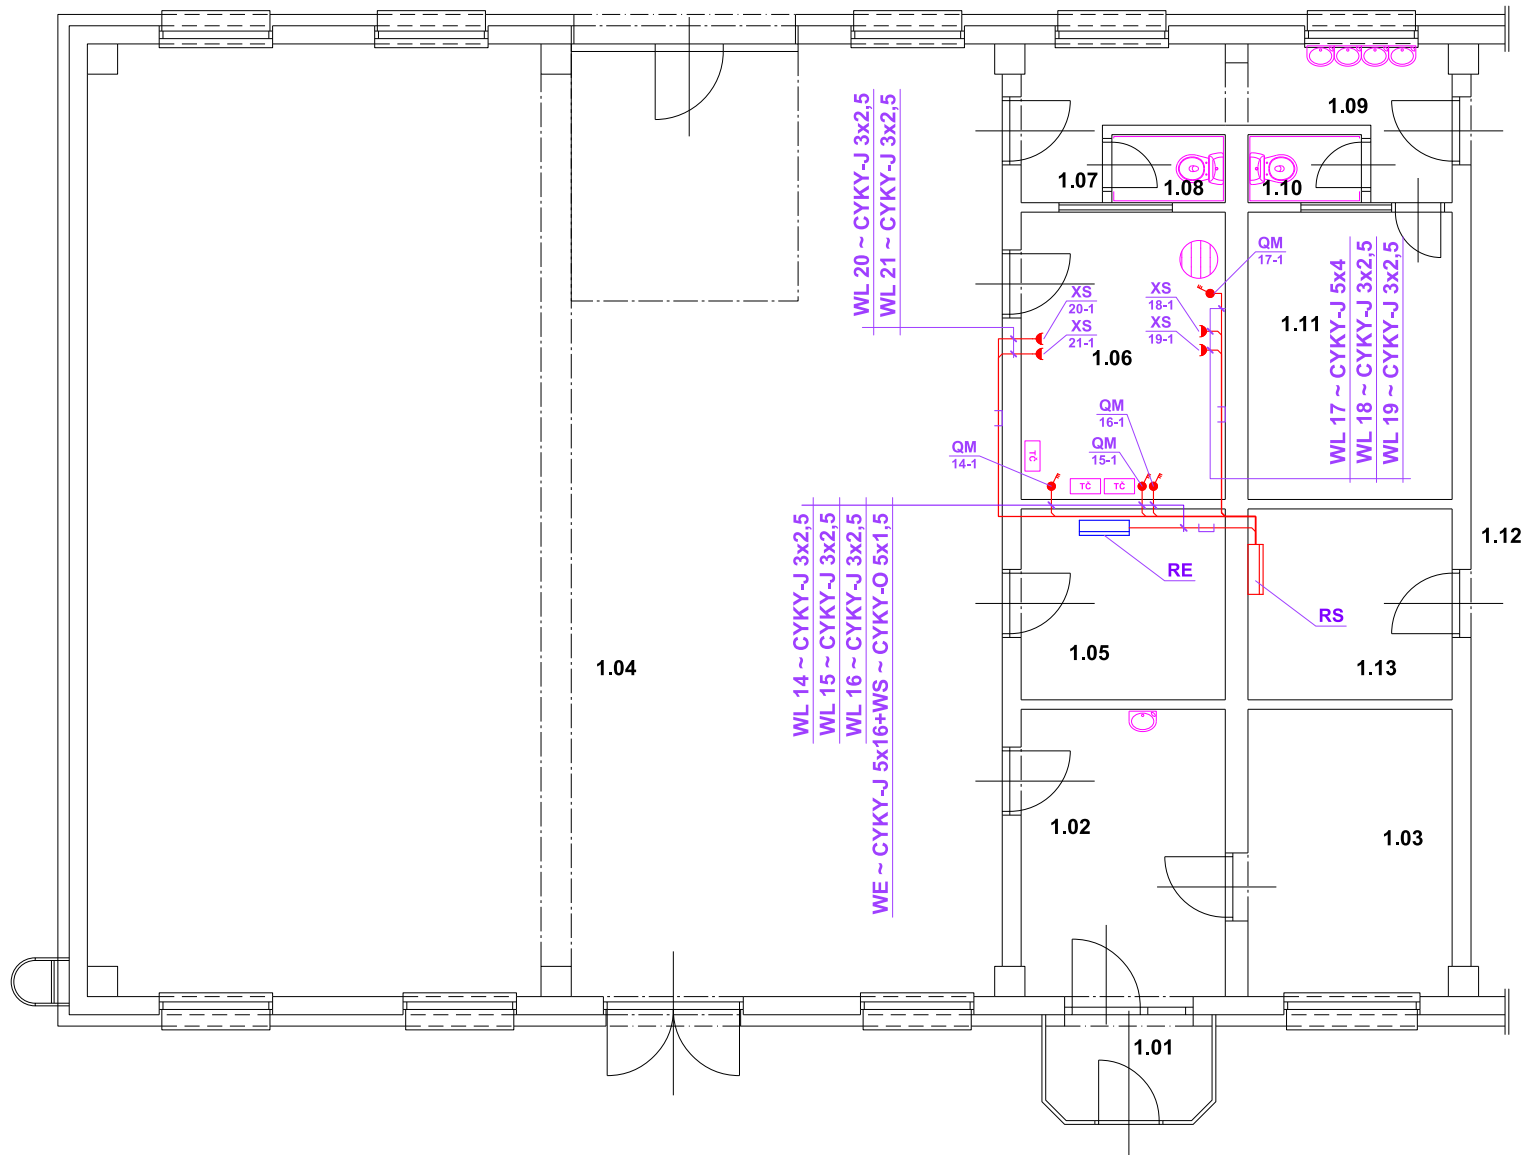 WL 20 ~ CYKY-J 3x2,5
WL 21 ~ CYKY-J 3x2,5
1.09
1.07
1.08
1.10
QM
17-1
XS
20-1
XS
21-1
XS
18-1
XS
19-1
1.06
1.11
WL 17 ~ CYKY-J 5x4
WL 18 ~ CYKY-J 3x2,5
WL 19 ~ CYKY-J 3x2,5
QM
16-1
QM
15-1
QM
14-1
TČ
TČ
TČ
WL 14 ~ CYKY-J 3x2,5
WL 15 ~ CYKY-J 3x2,5
WL 16 ~ CYKY-J 3x2,5
WE ~ CYKY-J 5x16+WS ~ CYKY-O 5x1,5
1.12
RE
RS
1.04
1.05
1.13
1.02
1.03
1.01